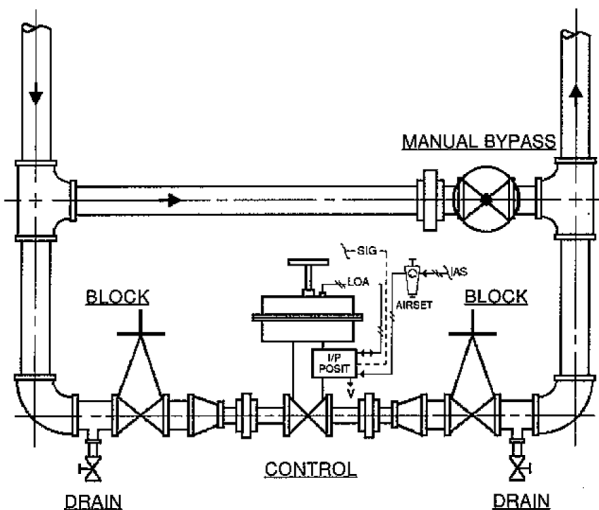 MANUAL BYPASS
SIG
LOA
IAS
AIRSET
BLOCK
BLOCK
I/P
POSIT
V
CONTROL
DRAIN
DRAIN